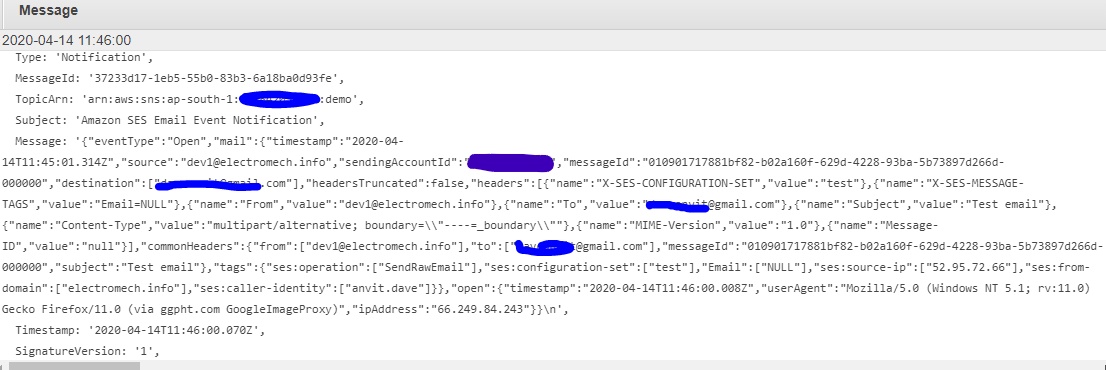 Message
2020-04-14 11:46:00
Type: 'Notification',
MessageId: '37233d17-1eb5-55b0-83b3-6a18ba0d93fe',
TopicArn: 'arn:aws:sns:ap-south-1: :demo',
Subject: 'Amazon SES Email Event Notification',
Message: '{"eventType":"Open","mail":{"timestamp":"2020-04-
14T11:45:01.314Z","source":"dev1@electromech.info","sendingAccountId":" ","messageId":"010901717881bf82-b02a160f-629d-4228-93ba-5b73897d266d-
000000","destination":[" .com"],"headersTruncated":false,"headers":[{"name":"X-SES-CONFIGURATION-SET","value":"test"},{"name":"X-SES-MESSAGE-
TAGS","value":"Email=NULL"},{"name":"From","value":"dev1@electromech.info"},{"name":"To","value":" @gmail.com"},{"name":"Subject","value":"Test email"},
{"name":"Content-Type","value":"multipart/alternative; boundary=\\"----=_boundary\\""},{"name":"MIME-Version","value":"1.0"},{"name":"Message-
ID","value":"null"}],"commonHeaders":{"from":["dev1@electromech.info"],"to":[" @gmail.com"],"messageId":"010901717881bf82-b02a160f-629d-4228-93ba-5b73897d266d-
000000","subject":"Test email"},"tags":{"ses:operation":["SendRawEmail"],"ses:configuration-set":["test"],"Email":["NULL"],"ses:source-ip":["52.95.72.66"],"ses:from-
domain":["electromech.info"],"ses:caller-identity":["anvit.dave"]}},"open":{"timestamp":"2020-04-14T11:46:00.008Z","userAgent":"Mozilla/5.0 (Windows NT 5.1; rv:11.0)
Gecko Firefox/11.0 (via ggpht.com GoogleImageProxy)","ipAddress":"66.249.84.243"}}\n',
Timestamp: '2020-04-14T11:46:00.070Z',
SignatureVersion: '1',